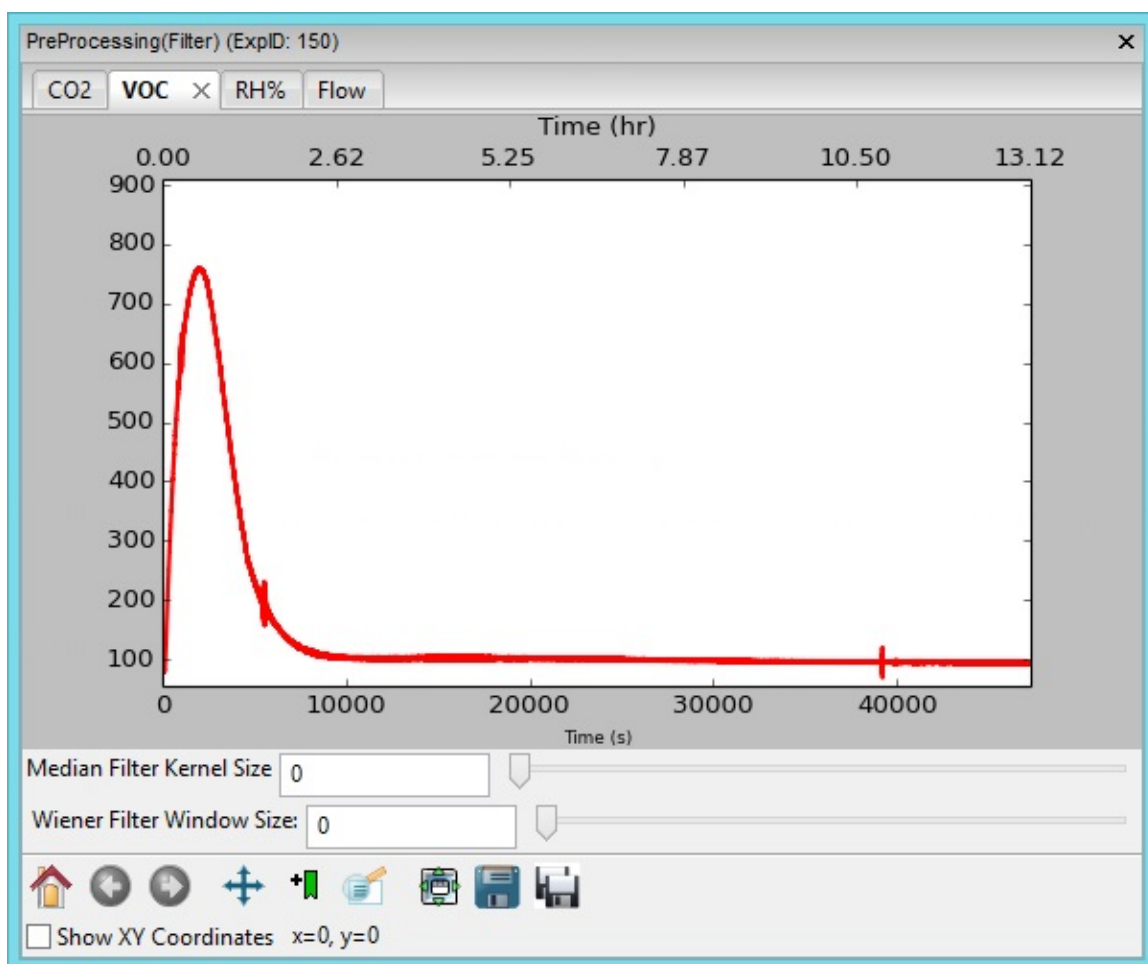 PreProcessing(Filter) (ExpID: 150)
CO2 VOC RH% Flow
Time (hr)
0.00 2.62 5.25 7.87 10.50 13.12
900
800
700
600
500
400
300
200
100
0 10000 20000 30000 40000
Time (s)
Median Filter Kernel Size 0
Wiener Filter Window Size: 0
Show XY Coordinates x=0, y=0